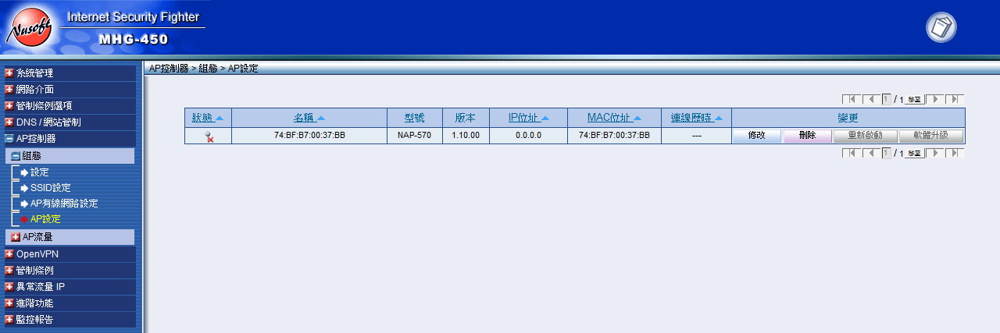 Nusoft
Internet Security Fighter
MHG-450
系統管理
網路介面
管制條例選項
DNS / 網站管制
AP控制器
組態
設定
SSID設定
AP有線網路設定
AP設定
AP流量
OpenVPN
管制條例
異常流量 IP
進階功能
監控報告
AP控制器 > 組態 > AP設定
1 / 1 移至
狀態 名稱 型號 版本 IP位址 MAC位址 連線歷時 變更
74:BF:B7:00:37:BB NAP-570 1.10.00 0.0.0.0 74:BF:B7:00:37:BB --- 修改 刪除 重新啟動 軟體升級
1 / 1 移至